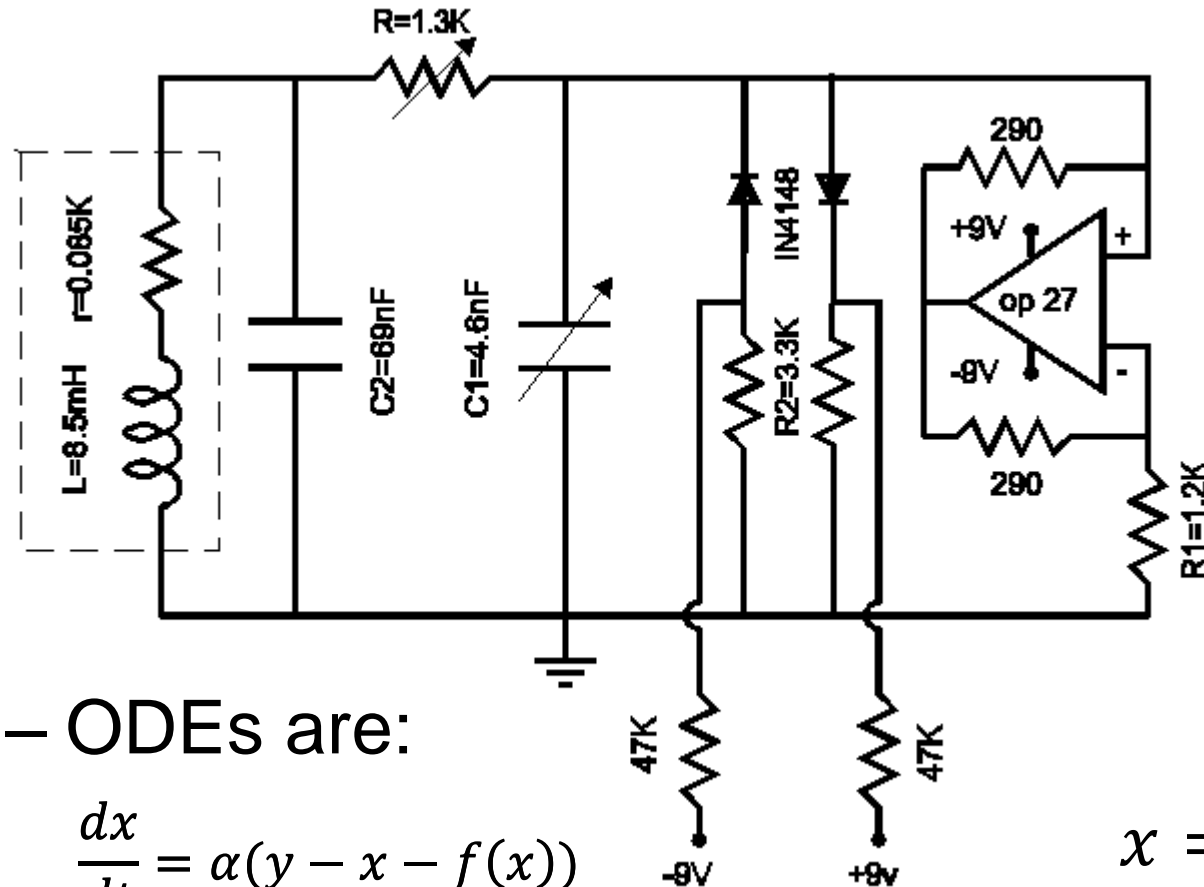 R=1.3K
290
+9V
+
op 27
-9V
-
290
R1=1.2K
IN4148
R2=3.3K
C1=4.6nF
C2=69nF
r=0.085K
L=8.5mH
47K
47K
-9V
+9v
– ODEs are:
dx/dt = α(y − x − f(x))
x =